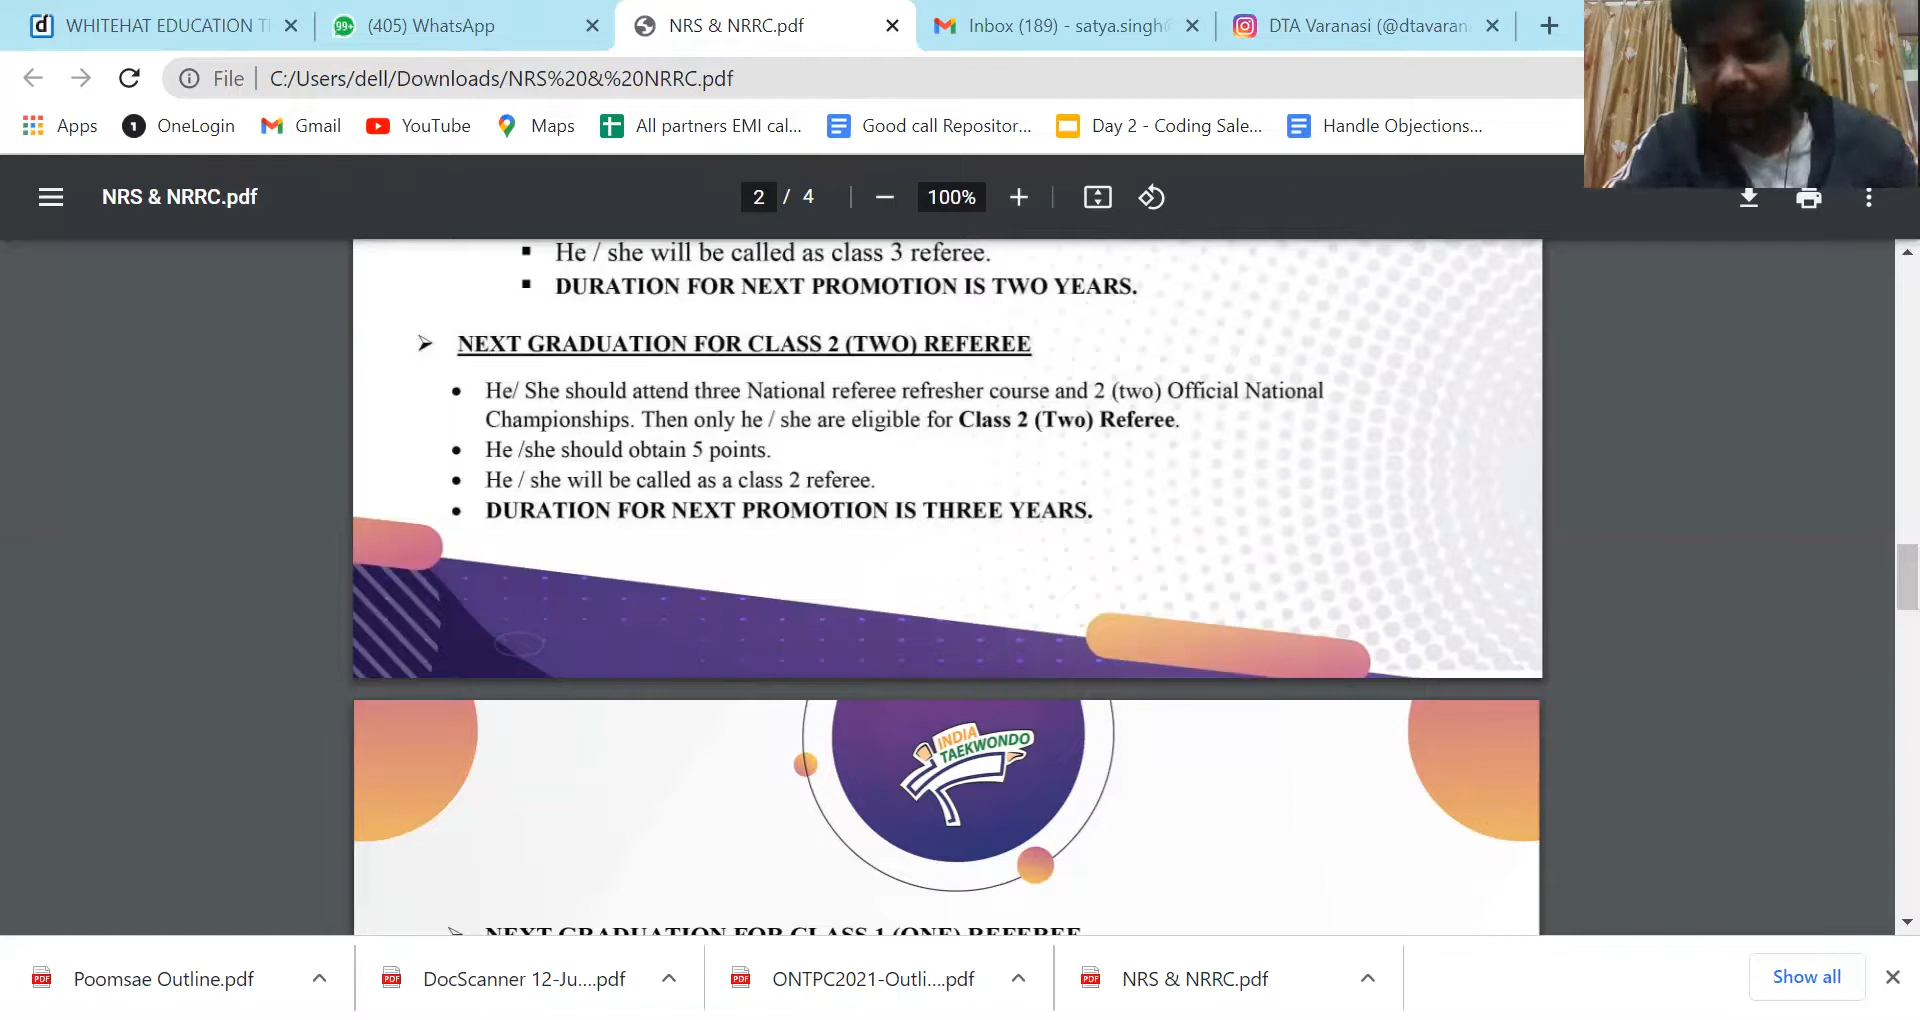 WHITEHAT EDUCATION T
(405) WhatsApp
NRS & NRRC.pdf
Inbox (189) - satya.singh
DTA Varanasi (@dtavaran
File
C:/Users/dell/Downloads/NRS%20&%20NRRC.pdf
Apps
OneLogin
Gmail
YouTube
Maps
All partners EMI cal...
Good call Repositor...
Day 2 - Coding Sale...
Handle Objections...
NRS & NRRC.pdf
2 / 4
100%
He / she will be called as class 3 referee.
DURATION FOR NEXT PROMOTION IS TWO YEARS.
NEXT GRADUATION FOR CLASS 2 (TWO) REFEREE
He/ She should attend three National referee refresher course and 2 (two) Official National
Championships. Then only he / she are eligible for Class 2 (Two) Referee.
He /she should obtain 5 points.
He / she will be called as a class 2 referee.
DURATION FOR NEXT PROMOTION IS THREE YEARS.
INDIA
TAEKWONDO
NEXT GRADUATION FOR CLASS 1 (ONE) REFEREE
Poomsae Outline.pdf
DocScanner 12-Ju....pdf
ONTPC2021-Outli....pdf
NRS & NRRC.pdf
Show all